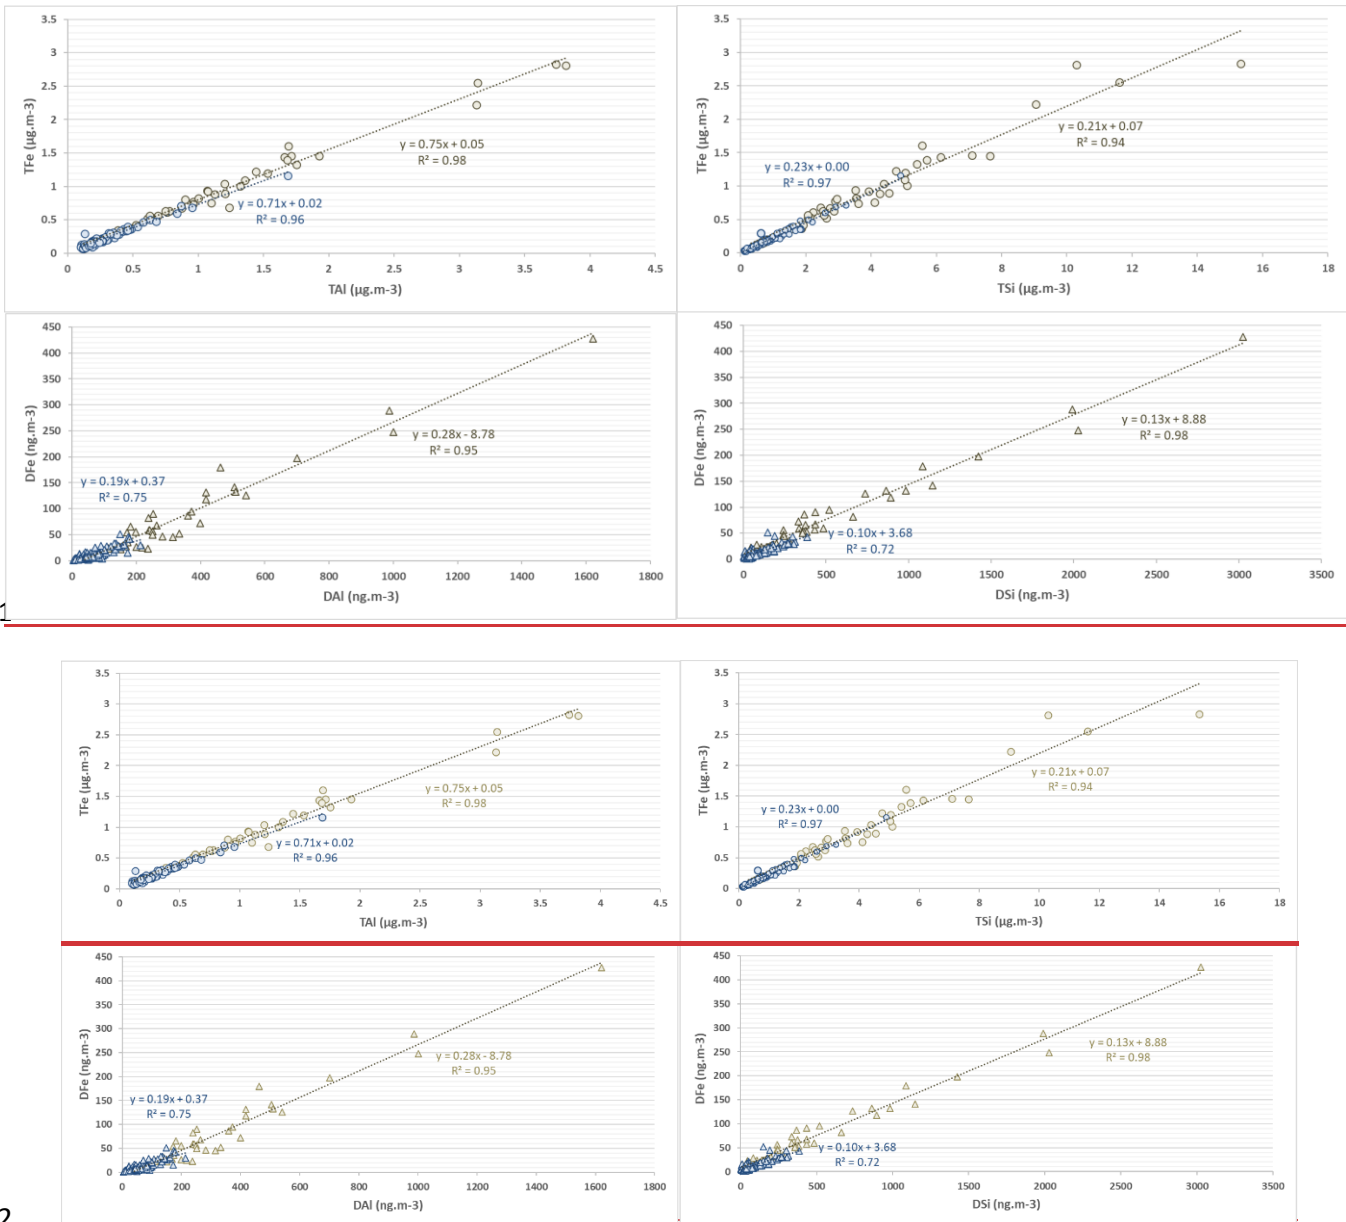 3.5
3
2.5
2
1.5
1
0.5
0
TFe (µg.m-3)
y = 0.75x + 0.05
R² = 0.98
y = 0.71x + 0.02
R² = 0.96
0 0.5 1 1.5 2 2.5 3 3.5 4 4.5
TAl (µg.m-3)
3.5
3
2.5
2
1.5
1
0.5
0
TFe (µg.m-3)
y = 0.21x + 0.07
R² = 0.94
y = 0.23x + 0.00
R² = 0.97
0 2 4 6 8 10 12 14 16 18
TSi (µg.m-3)
450
400
350
300
250
200
150
100
50
0
DFe (ng.m-3)
y = 0.28x - 8.78
R² = 0.95
y = 0.19x + 0.37
R² = 0.75
0 200 400 600 800 1000 1200 1400 1600 1800
DAl (ng.m-3)
450
400
350
300
250
200
150
100
50
0
DFe (ng.m-3)
y = 0.13x + 8.88
R² = 0.98
y = 0.10x + 3.68
R² = 0.72
0 500 1000 1500 2000 2500 3000 3500
DSi (ng.m-3)
1
3.5
3
2.5
2
1.5
1
0.5
0
TFe (µg.m-3)
y = 0.75x + 0.05
R² = 0.98
y = 0.71x + 0.02
R² = 0.96
0 0.5 1 1.5 2 2.5 3 3.5 4 4.5
TAl (µg.m-3)
3.5
3
2.5
2
1.5
1
0.5
0
TFe (µg.m-3)
y = 0.21x + 0.07
R² = 0.94
y = 0.23x + 0.00
R² = 0.97
0 2 4 6 8 10 12 14 16 18
TSi (µg.m-3)
450
400
350
300
250
200
150
100
50
0
DFe (ng.m-3)
y = 0.28x - 8.78
R² = 0.95
y = 0.19x + 0.37
R² = 0.75
0 200 400 600 800 1000 1200 1400 1600 1800
DAl (ng.m-3)
450
400
350
300
250
200
150
100
50
0
DFe (ng.m-3)
y = 0.13x + 8.88
R² = 0.98
y = 0.10x + 3.68
R² = 0.72
0 500 1000 1500 2000 2500 3000 3500
DSi (ng.m-3)
2